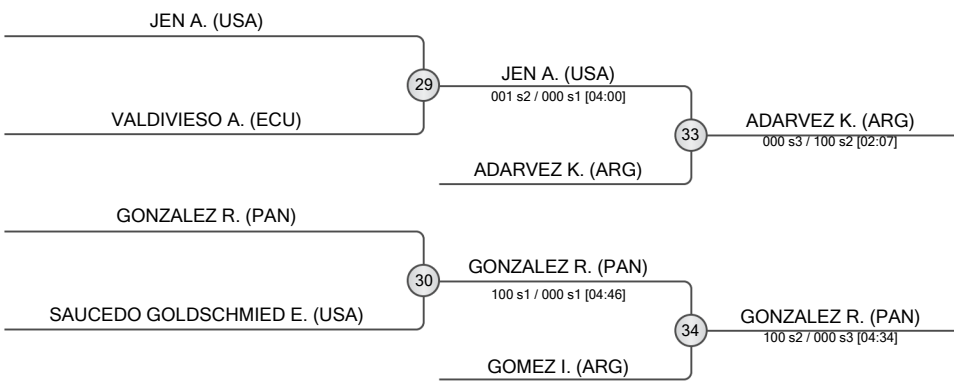 JEN A. (USA)
VALDIVIESO A. (ECU)
29
JEN A. (USA)
001 s2 / 000 s1 [04:00]
ADARVEZ K. (ARG)
33
ADARVEZ K. (ARG)
000 s3 / 100 s2 [02:07]
GONZALEZ R. (PAN)
SAUCEDO GOLDSCHMIED E. (USA)
30
GONZALEZ R. (PAN)
100 s1 / 000 s1 [04:46]
GOMEZ I. (ARG)
34
GONZALEZ R. (PAN)
100 s2 / 000 s3 [04:34]